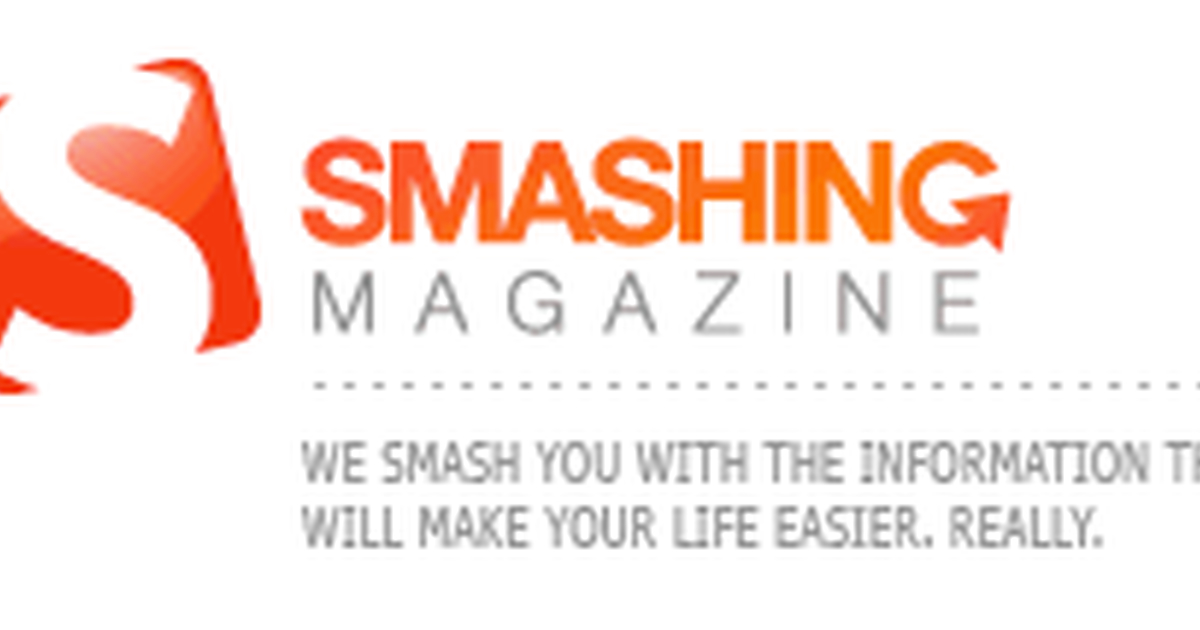 S
SMASHING
MAGAZINE
WE SMASH YOU WITH THE INFORMATION
WILL MAKE YOUR LIFE EASIER. REALLY.